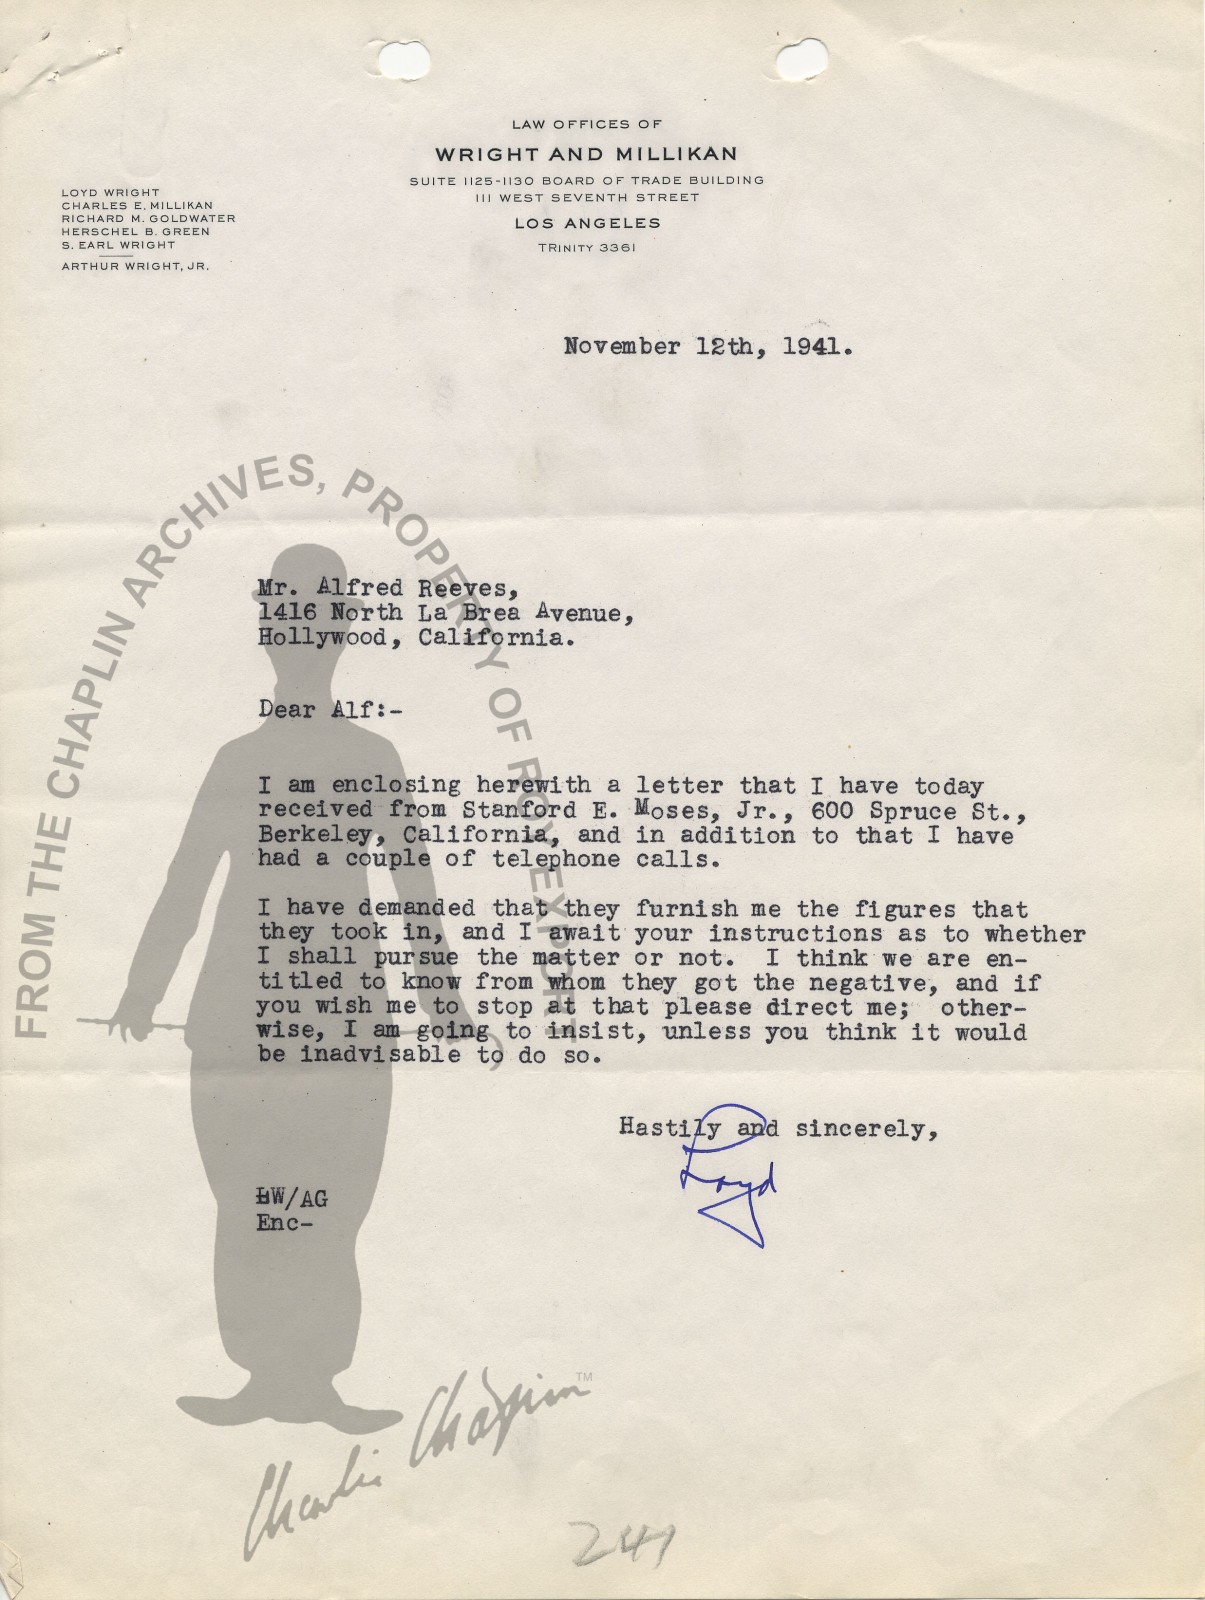 LAW OFFICES OF
WRIGHT AND MILLIKAN
SUITE 1125-1130 BOARD OF TRADE BUILDING
111 WEST SEVENTH STREET
LOS ANGELES
TRINITY 3361
LOYD WRIGHT
CHARLES E. MILLIKAN
RICHARD M. GOLDWATER
HERSCHEL B. GREEN
S. EARL WRIGHT
ARTHUR WRIGHT, JR.
November 12th, 1941.
Mr. Alfred Reeves,
1416 North La Brea Avenue,
Hollywood, California.
Dear Alf:-
I am enclosing herewith a letter that I have today
received from Stanford E. Moses, Jr., 600 Spruce St.,
Berkeley, California, and in addition to that I have
had a couple of telephone calls.
I have demanded that they furnish me the figures that
they took in, and I await your instructions as to whether
I shall pursue the matter or not.  I think we are en-
titled to know from whom they got the negative, and if
you wish me to stop at that please direct me;  other-
wise, I am going to insist, unless you think it would
be inadvisable to do so.
Hastily and sincerely,
Loyd
LW/AG
Enc-
FROM THE CHAPLIN ARCHIVES, PROPERTY OF ROY EXPORT
Charlie Chaplin TM
241